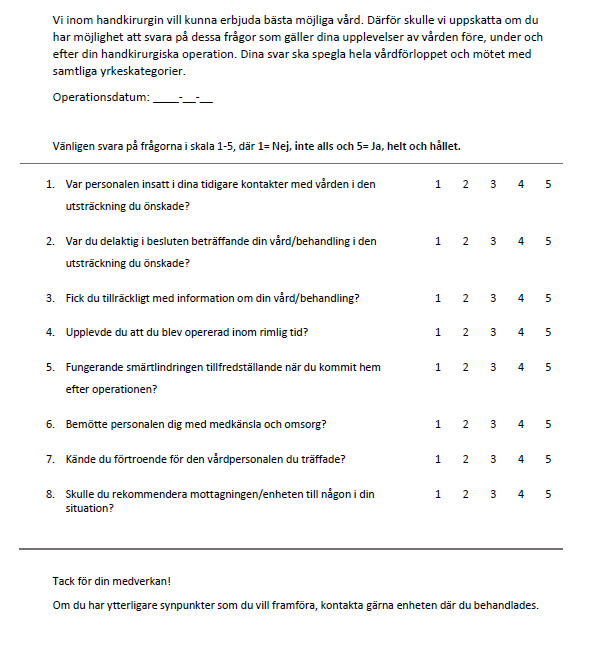 Vi inom handkirurgin vill kunna erbjuda bästa möjliga vård. Därför skulle vi uppskatta om du
har möjlighet att svara på dessa frågor som gäller dina upplevelser av vården före, under och
efter din handkirurgiska operation. Dina svar ska spegla hela vårdförloppet och mötet med
samtliga yrkeskategorier.
Operationsdatum: ____-__-__
Vänligen svara på frågorna i skala 1-5, där 1= Nej, inte alls och 5= Ja, helt och hållet.
1. Var personalen insatt i dina tidigare kontakter med vården i den 1 2 3 4 5
utsträckning du önskade?
2. Var du delaktig i besluten beträffande din vård/behandling i den 1 2 3 4 5
utsträckning du önskade?
3. Fick du tillräckligt med information om din vård/behandling? 1 2 3 4 5
4. Upplevde du att du blev opererad inom rimlig tid? 1 2 3 4 5
5. Fungerande smärtlindringen tillfredställande när du kommit hem 1 2 3 4 5
efter operationen?
6. Bemötte personalen dig med medkänsla och omsorg? 1 2 3 4 5
7. Kände du förtroende för den vårdpersonalen du träffade? 1 2 3 4 5
8. Skulle du rekommendera mottagningen/enheten till någon i din 1 2 3 4 5
situation?
Tack för din medverkan!
Om du har ytterligare synpunkter som du vill framföra, kontakta gärna enheten där du behandlades.